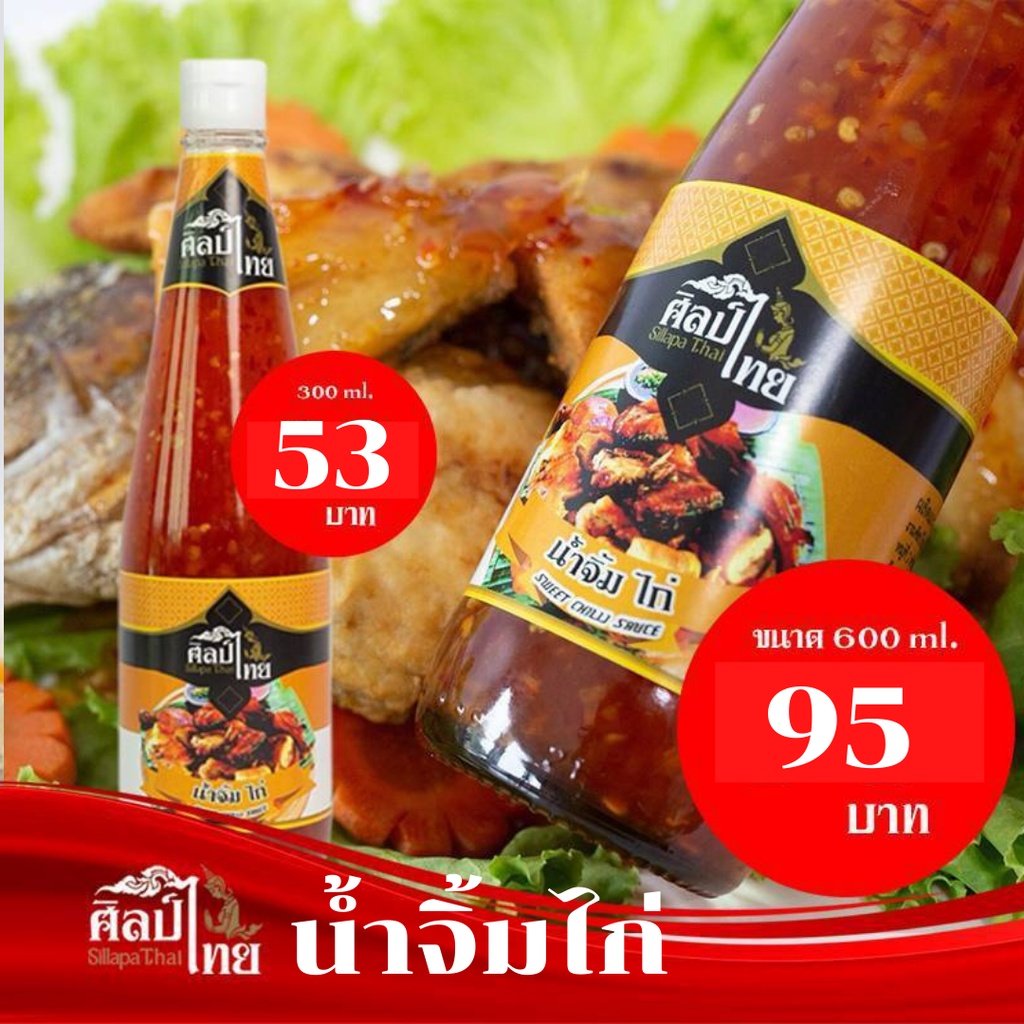 ศิลป์ไทย
Sillapa Thai
300 ml.
53
บาท
ศิลป์ไทย
Sillapa Thai
น้ำจิ้ม ไก่
SWEET CHILLI SAUCE
ศิลป์ไทย
Sillapa Thai
น้ำจิ้ม ไก่
ขนาด 600 ml.
95
บาท
ศิลป์ไทย
Sillapa Thai
น้ำจิ้มไก่